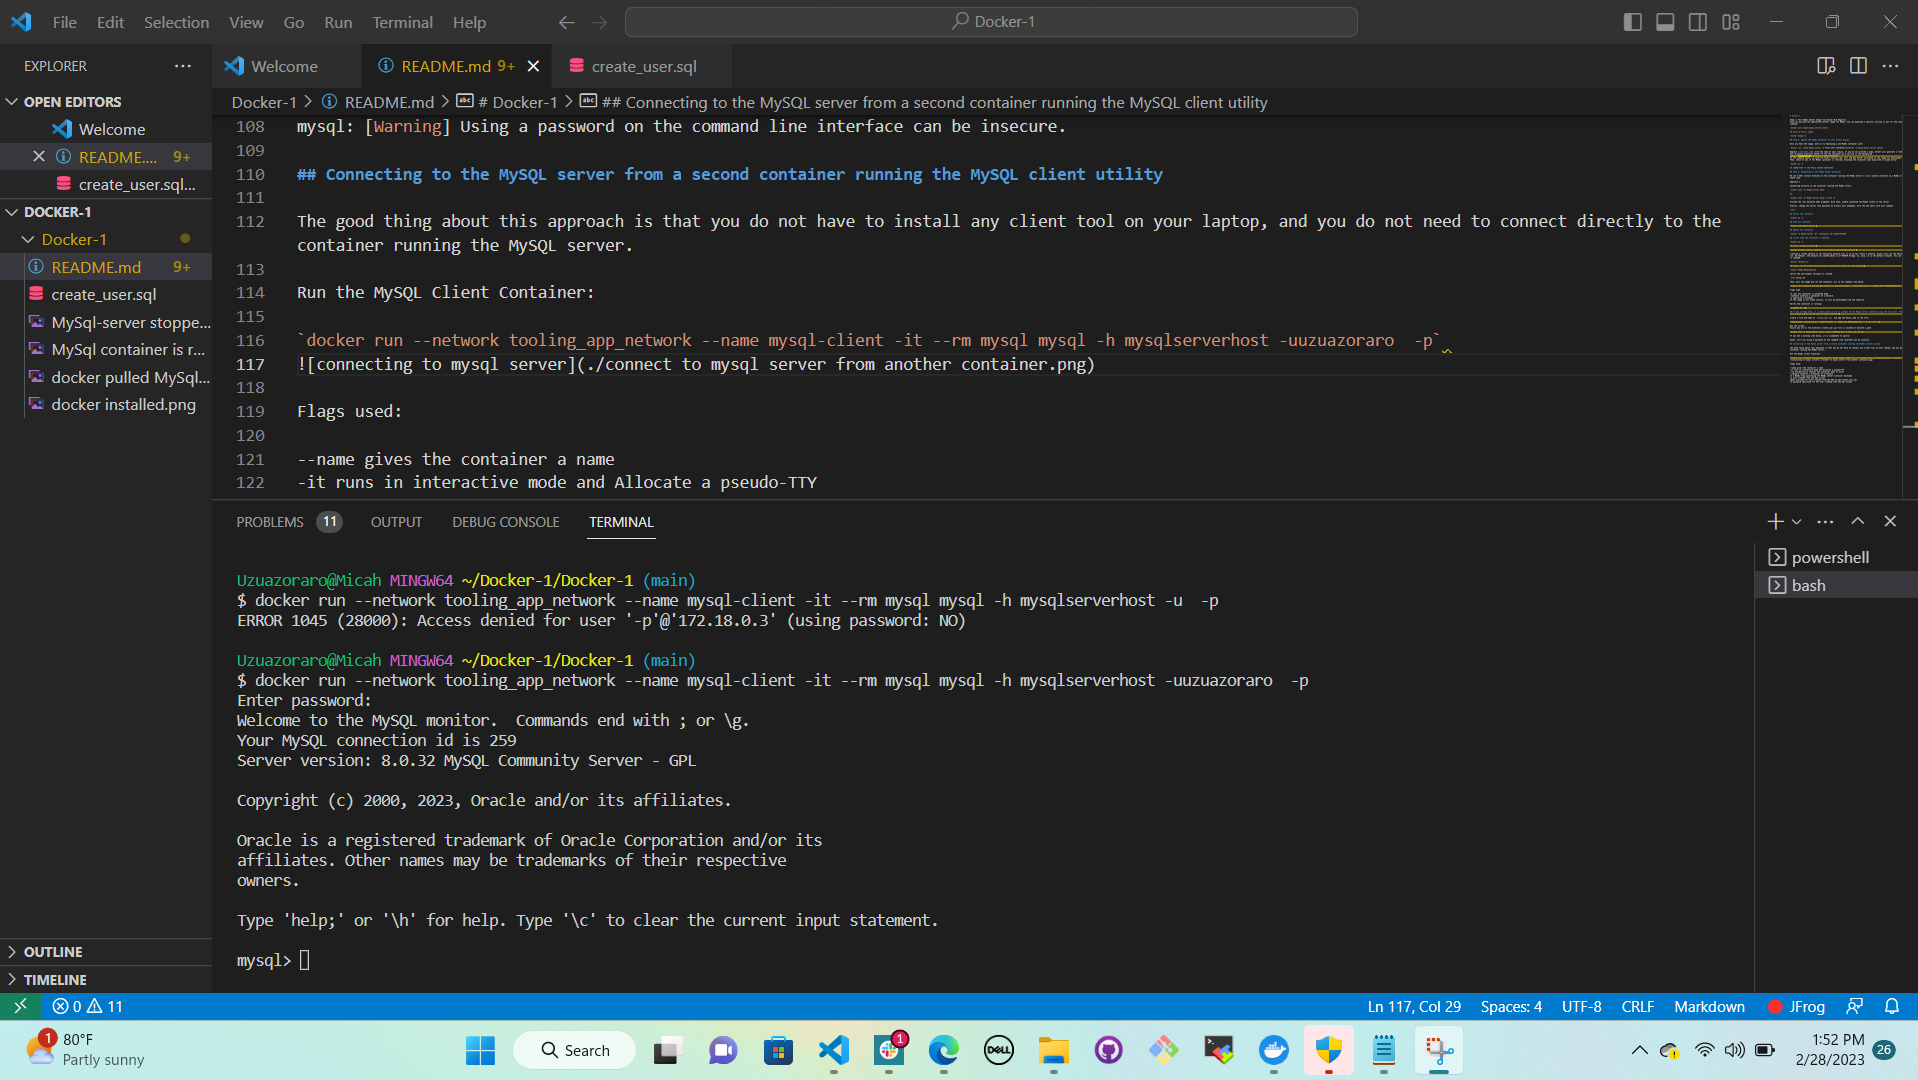 File Edit Selection View Go Run Terminal Help
Docker-1
EXPLORER
Welcome
README.md 9+
create_user.sql
OPEN EDITORS
Welcome
README.... 9+
create_user.sql...
DOCKER-1
Docker-1
README.md 9+
create_user.sql
MySql-server stoppe...
MySql container is r...
docker pulled MySql...
docker installed.png
OUTLINE
TIMELINE
Docker-1 > README.md > # Docker-1 > ## Connecting to the MySQL server from a second container running the MySQL client utility
108 mysql: [Warning] Using a password on the command line interface can be insecure.
109
110 ## Connecting to the MySQL server from a second container running the MySQL client utility
111
112 The good thing about this approach is that you do not have to install any client tool on your laptop, and you do not need to connect directly to the
container running the MySQL server.
113
114 Run the MySQL Client Container:
115
116 `docker run --network tooling_app_network --name mysql-client -it --rm mysql mysql -h mysqlserverhost -uuzuazoraro  -p`
117 ![connecting to mysql server](./connect to mysql server from another container.png)
118
119 Flags used:
120
121 --name gives the container a name
122 -it runs in interactive mode and Allocate a pseudo-TTY
PROBLEMS 11 OUTPUT DEBUG CONSOLE TERMINAL
powershell
bash
Uzuazoraro@Micah MINGW64 ~/Docker-1/Docker-1 (main)
$ docker run --network tooling_app_network --name mysql-client -it --rm mysql mysql -h mysqlserverhost -u  -p
ERROR 1045 (28000): Access denied for user '-p'@'172.18.0.3' (using password: NO)
Uzuazoraro@Micah MINGW64 ~/Docker-1/Docker-1 (main)
$ docker run --network tooling_app_network --name mysql-client -it --rm mysql mysql -h mysqlserverhost -uuzuazoraro  -p
Enter password:
Welcome to the MySQL monitor.  Commands end with ; or \g.
Your MySQL connection id is 259
Server version: 8.0.32 MySQL Community Server - GPL
Copyright (c) 2000, 2023, Oracle and/or its affiliates.
Oracle is a registered trademark of Oracle Corporation and/or its
affiliates. Other names may be trademarks of their respective
owners.
Type 'help;' or '\h' for help. Type '\c' to clear the current input statement.
mysql>
0 11 Ln 117, Col 29 Spaces: 4 UTF-8 CRLF Markdown JFrog
1 80°F
Partly sunny
Search
1
DELL
1:52 PM
2/28/2023
26